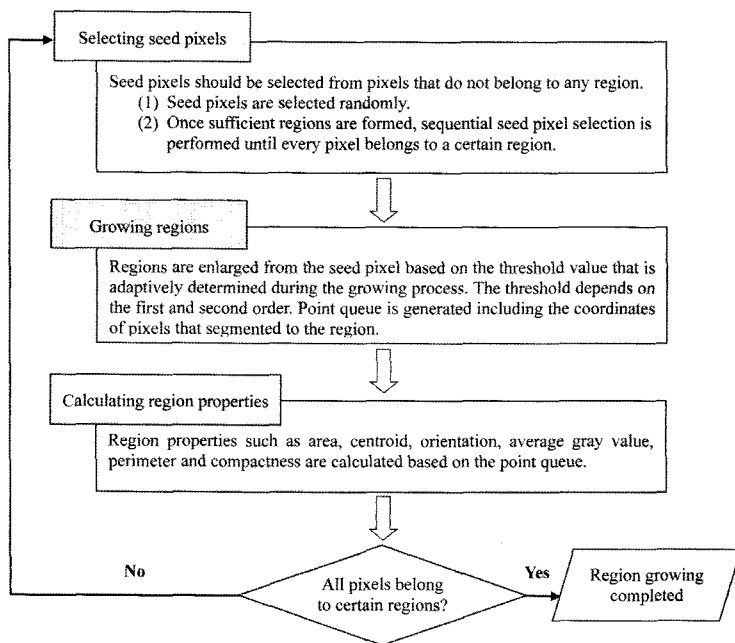 Selecting seed pixels
Seed pixels should be selected from pixels that do not belong to any region.
(1) Seed pixels are selected randomly.
(2) Once sufficient regions are formed, sequential seed pixel selection is
performed until every pixel belongs to a certain region.
Growing regions
Regions are enlarged from the seed pixel based on the threshold value that is
adaptively determined during the growing process. The threshold depends on
the first and second order. Point queue is generated including the coordinates
of pixels that segmented to the region.
Calculating region properties
Region properties such as area, centroid, orientation, average gray value,
perimeter and compactness are calculated based on the point queue.
No
All pixels belong
to certain regions?
Yes
Region growing
completed